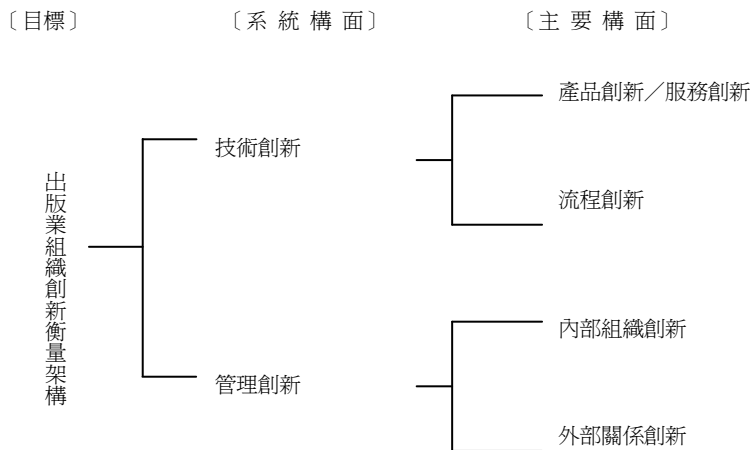 〔目標〕 〔系統構面〕 〔主要構面〕
產品創新／服務創新
技術創新
流程創新
出版業組織創新衡量架構
內部組織創新
管理創新
外部關係創新